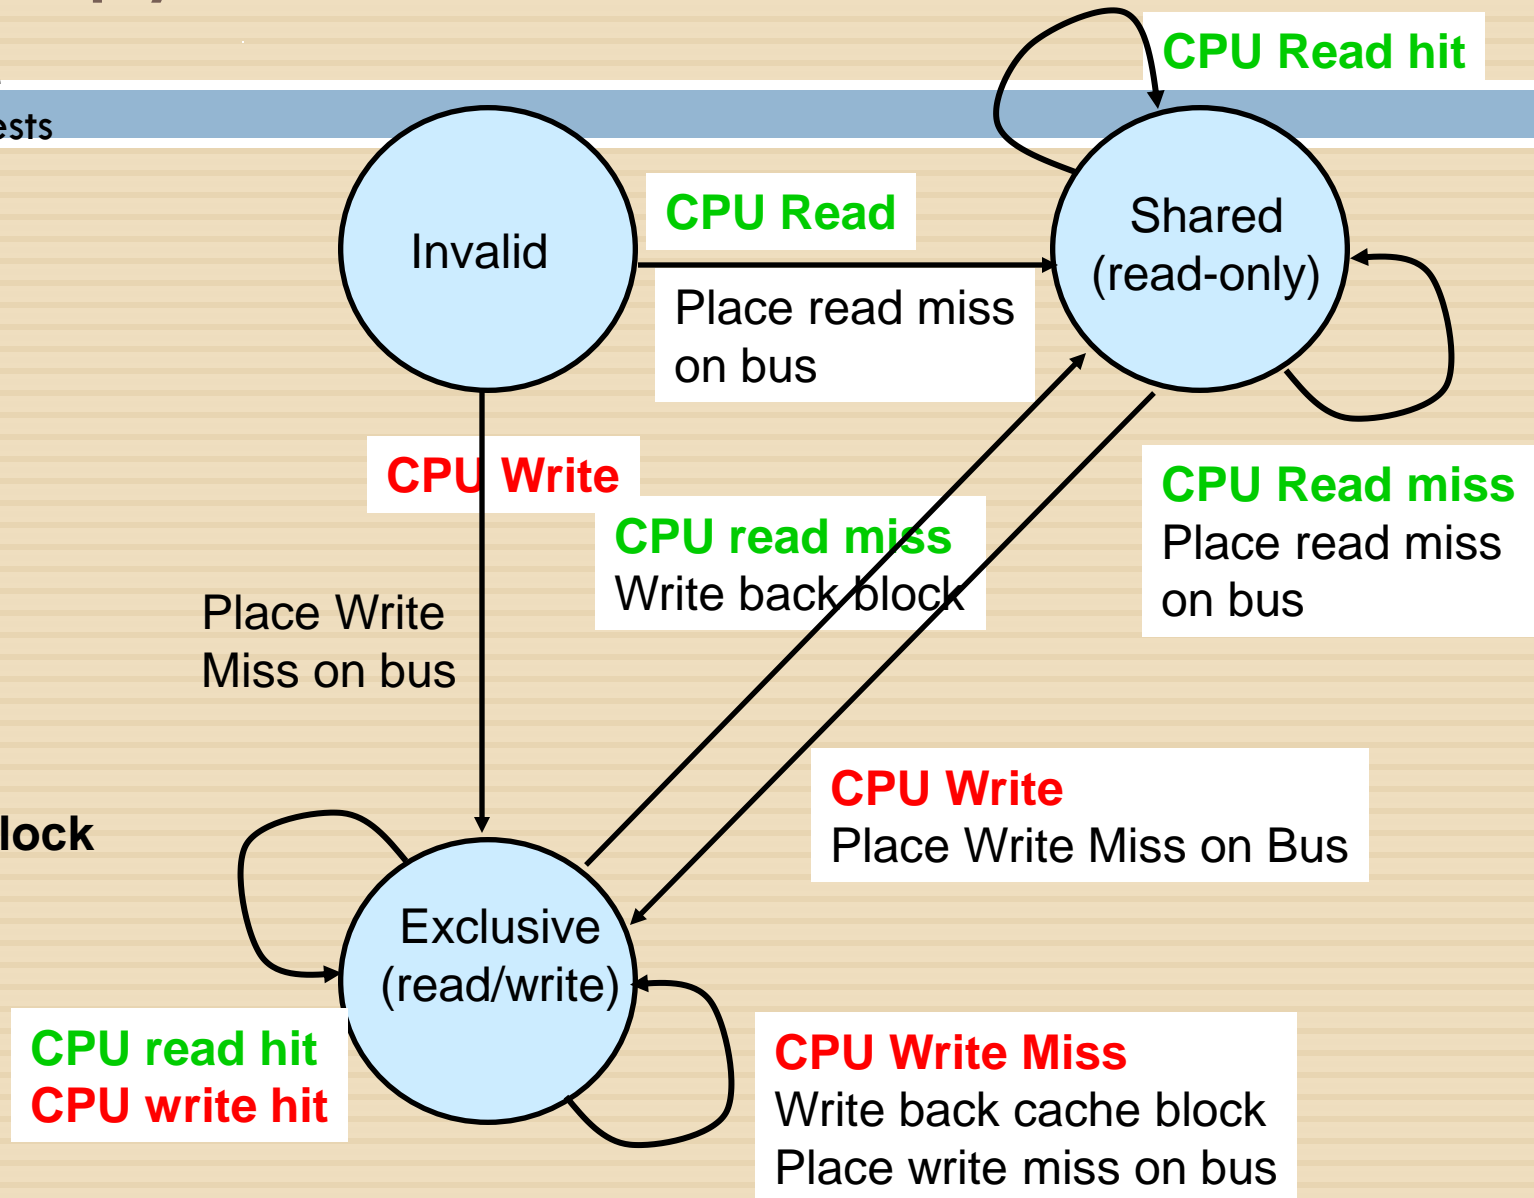 CPU Read hit
ests
Invalid
CPU Read
Shared
(read-only)
Place read miss
on bus
CPU Write
CPU read miss
Write back block
CPU Read miss
Place read miss
on bus
Place Write
Miss on bus
CPU Write
Place Write Miss on Bus
lock
Exclusive
(read/write)
CPU read hit
CPU write hit
CPU Write Miss
Write back cache block
Place write miss on bus